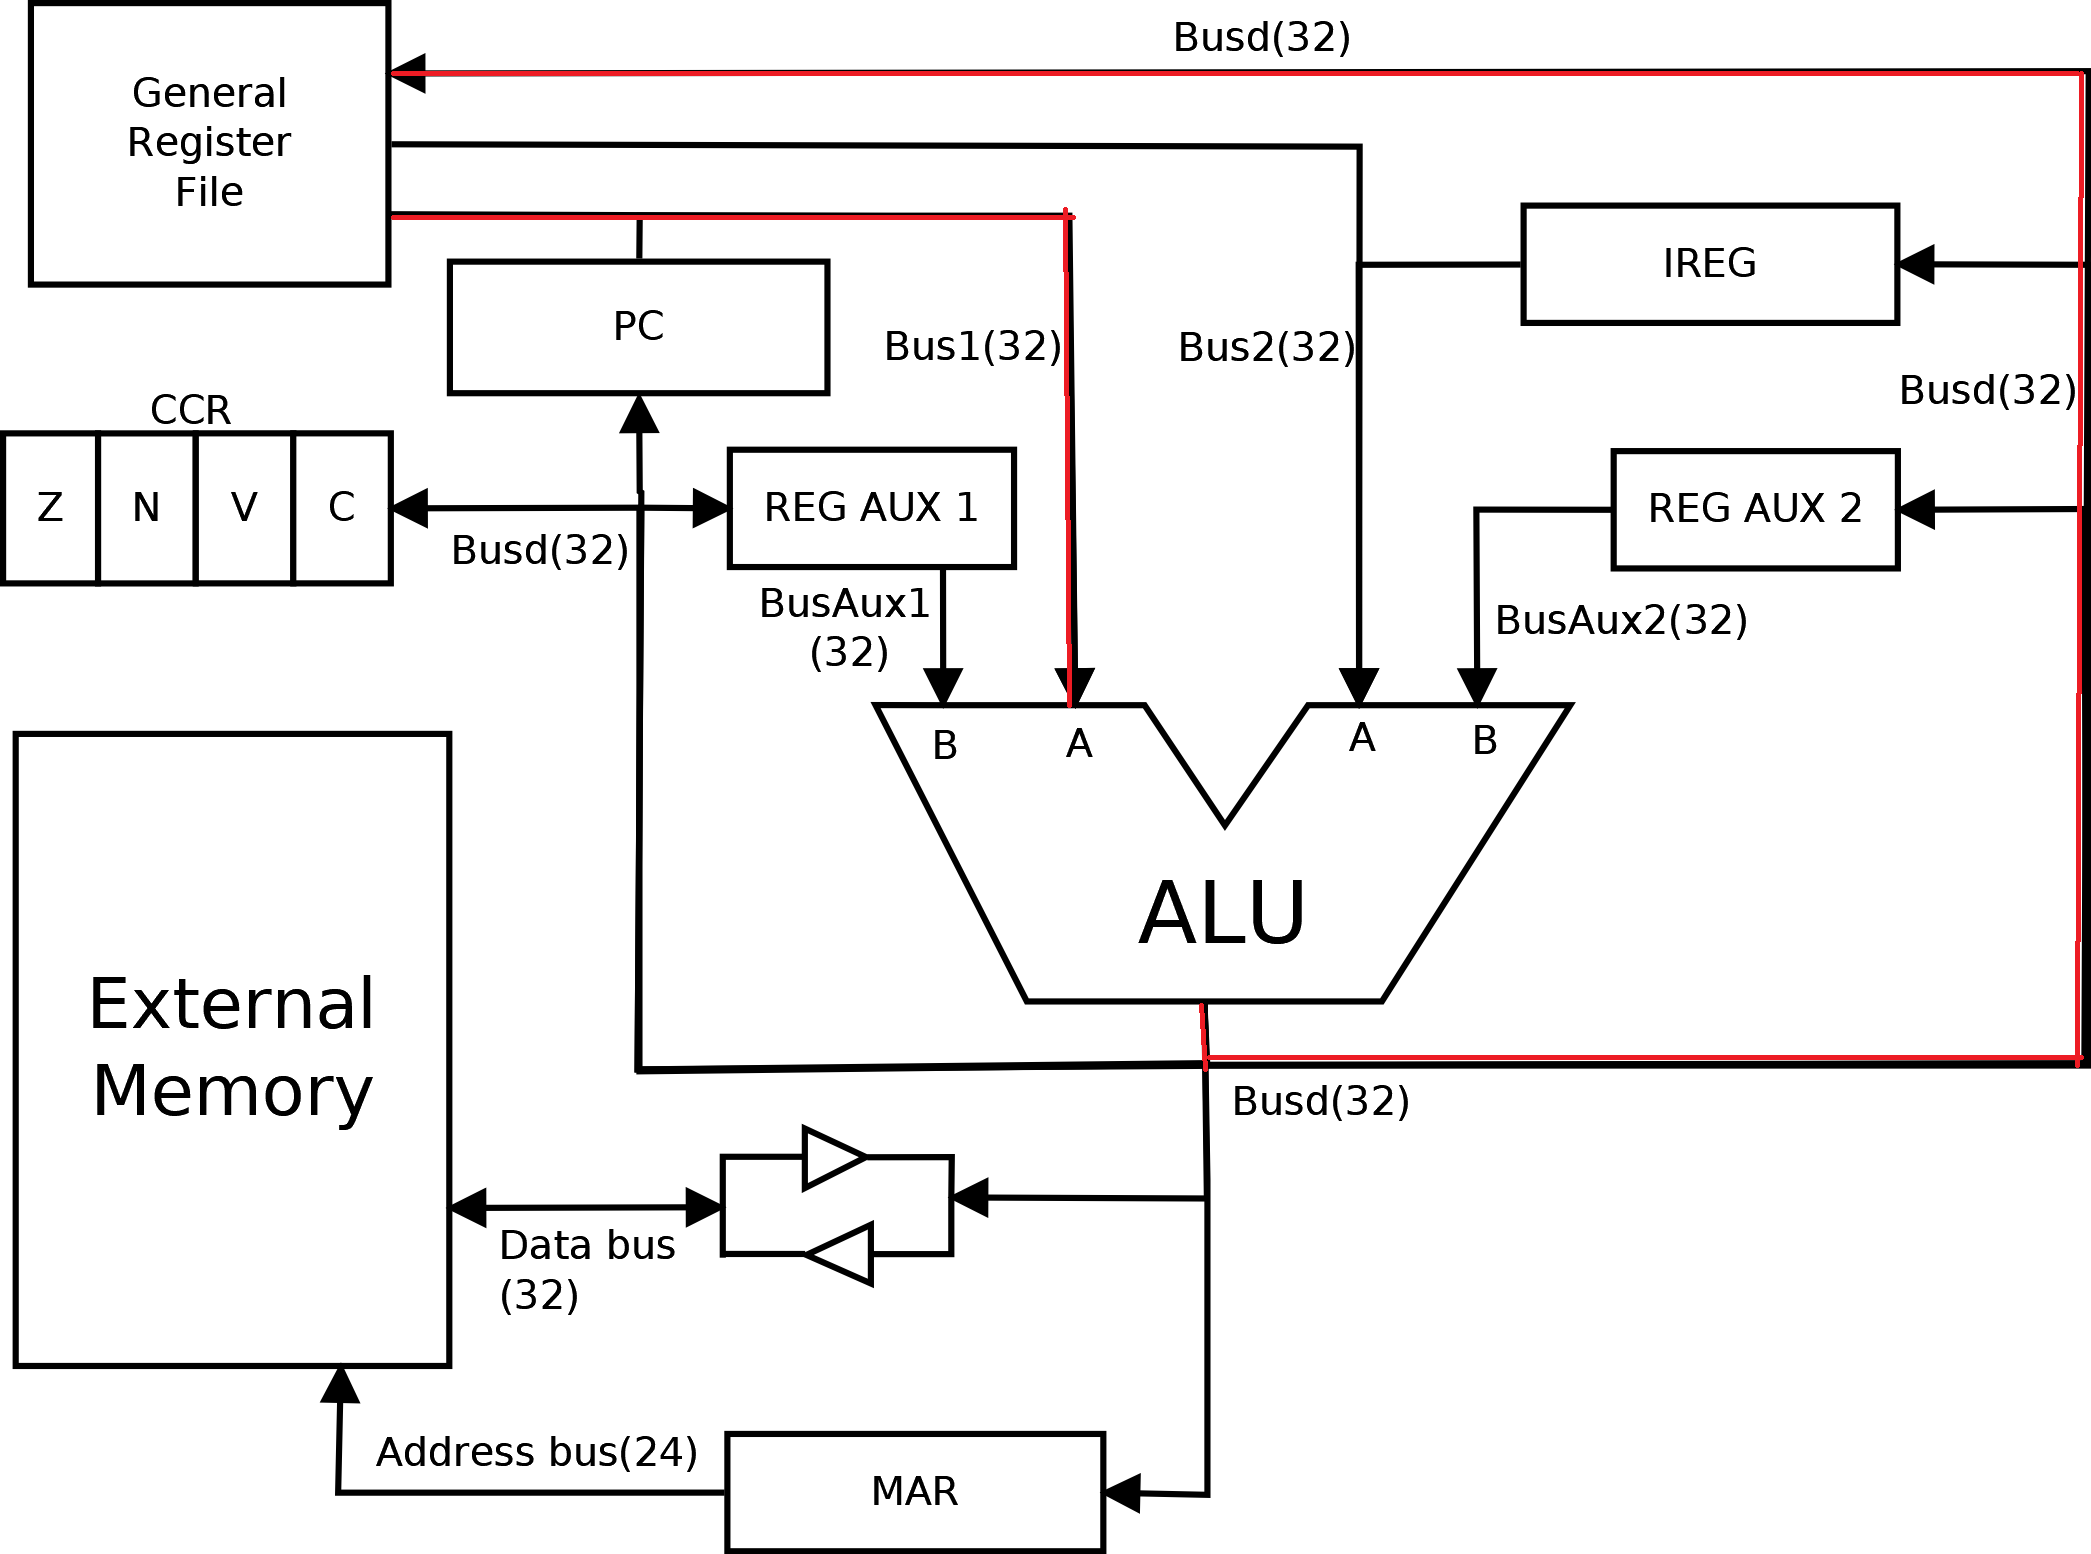 Busd(32)
General
Register
File
IREG
PC
Bus1(32)
Bus2(32)
Busd(32)
CCR
Z
N
V
C
REG AUX 1
REG AUX 2
Busd(32)
BusAux1
(32)
BusAux2(32)
B
A
A
B
ALU
External
Memory
Busd(32)
Data bus
(32)
Address bus(24)
MAR